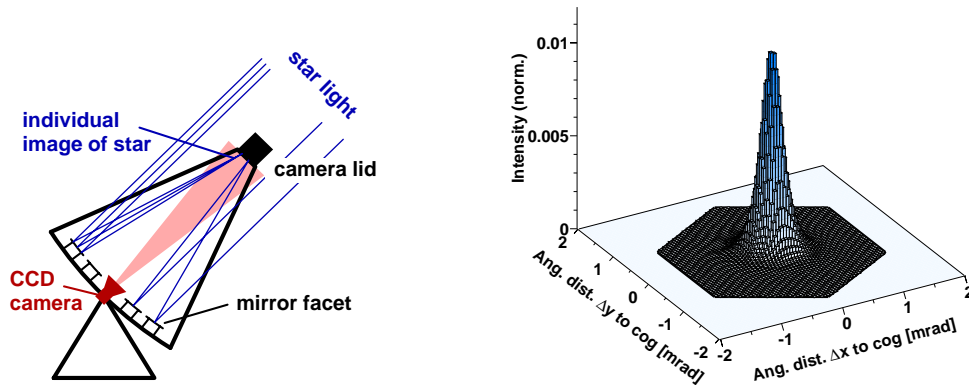 star light
individual
image of star
camera lid
CCD
camera
mirror facet
Intensity (norm.)
0.01
0.005
0
2
1
0
-1
-2
Ang. dist. Δy to cog [mrad]
-2
-1
0
1
2
Ang. dist. Δx to cog [mrad]